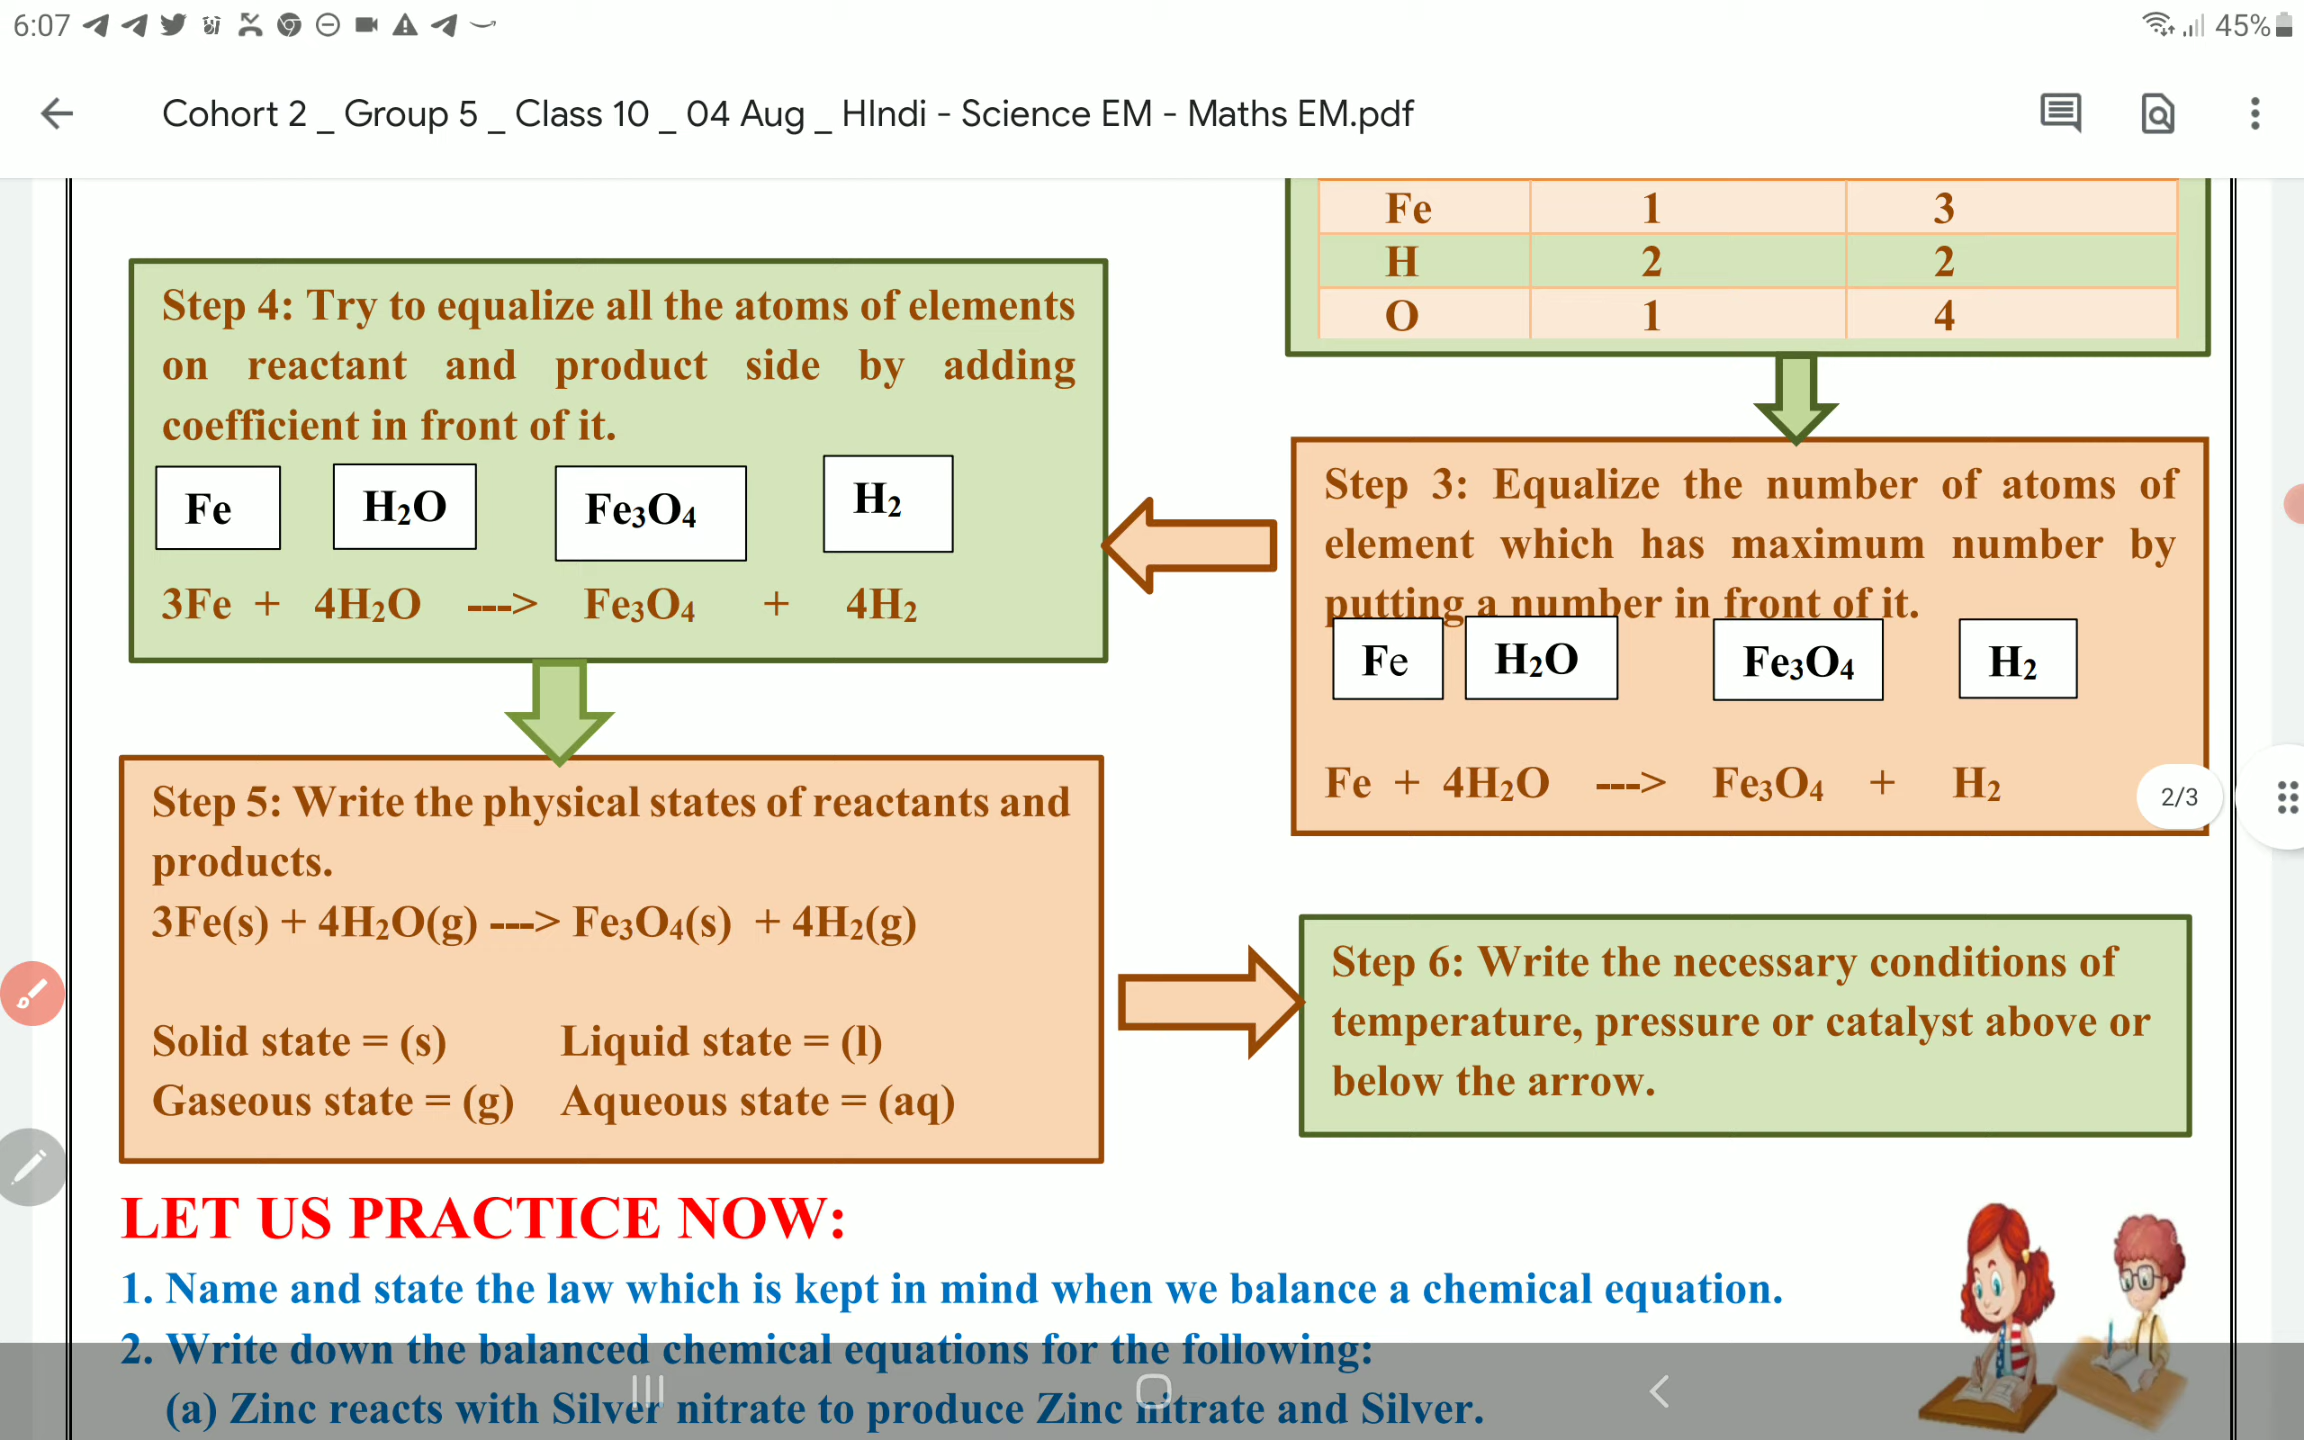 6:07
45%
Cohort 2 _ Group 5 _ Class 10 _ 04 Aug _ HIndi - Science EM - Maths EM.pdf
Fe 1 3
H 2 2
O 1 4
Step 4: Try to equalize all the atoms of elements
on reactant and product side by adding
coefficient in front of it.
Fe H₂O Fe₃O₄ H₂
3Fe + 4H₂O ---> Fe₃O₄ + 4H₂
Step 3: Equalize the number of atoms of
element which has maximum number by
putting a number in front of it.
Fe H₂O Fe₃O₄ H₂
Fe + 4H₂O ---> Fe₃O₄ + H₂
2/3
Step 5: Write the physical states of reactants and
products.
3Fe(s) + 4H₂O(g) ---> Fe₃O₄(s) + 4H₂(g)
Solid state = (s) Liquid state = (l)
Gaseous state = (g) Aqueous state = (aq)
Step 6: Write the necessary conditions of
temperature, pressure or catalyst above or
below the arrow.
LET US PRACTICE NOW:
1. Name and state the law which is kept in mind when we balance a chemical equation.
2. Write down the balanced chemical equations for the following:
(a) Zinc reacts with Silver nitrate to produce Zinc nitrate and Silver.